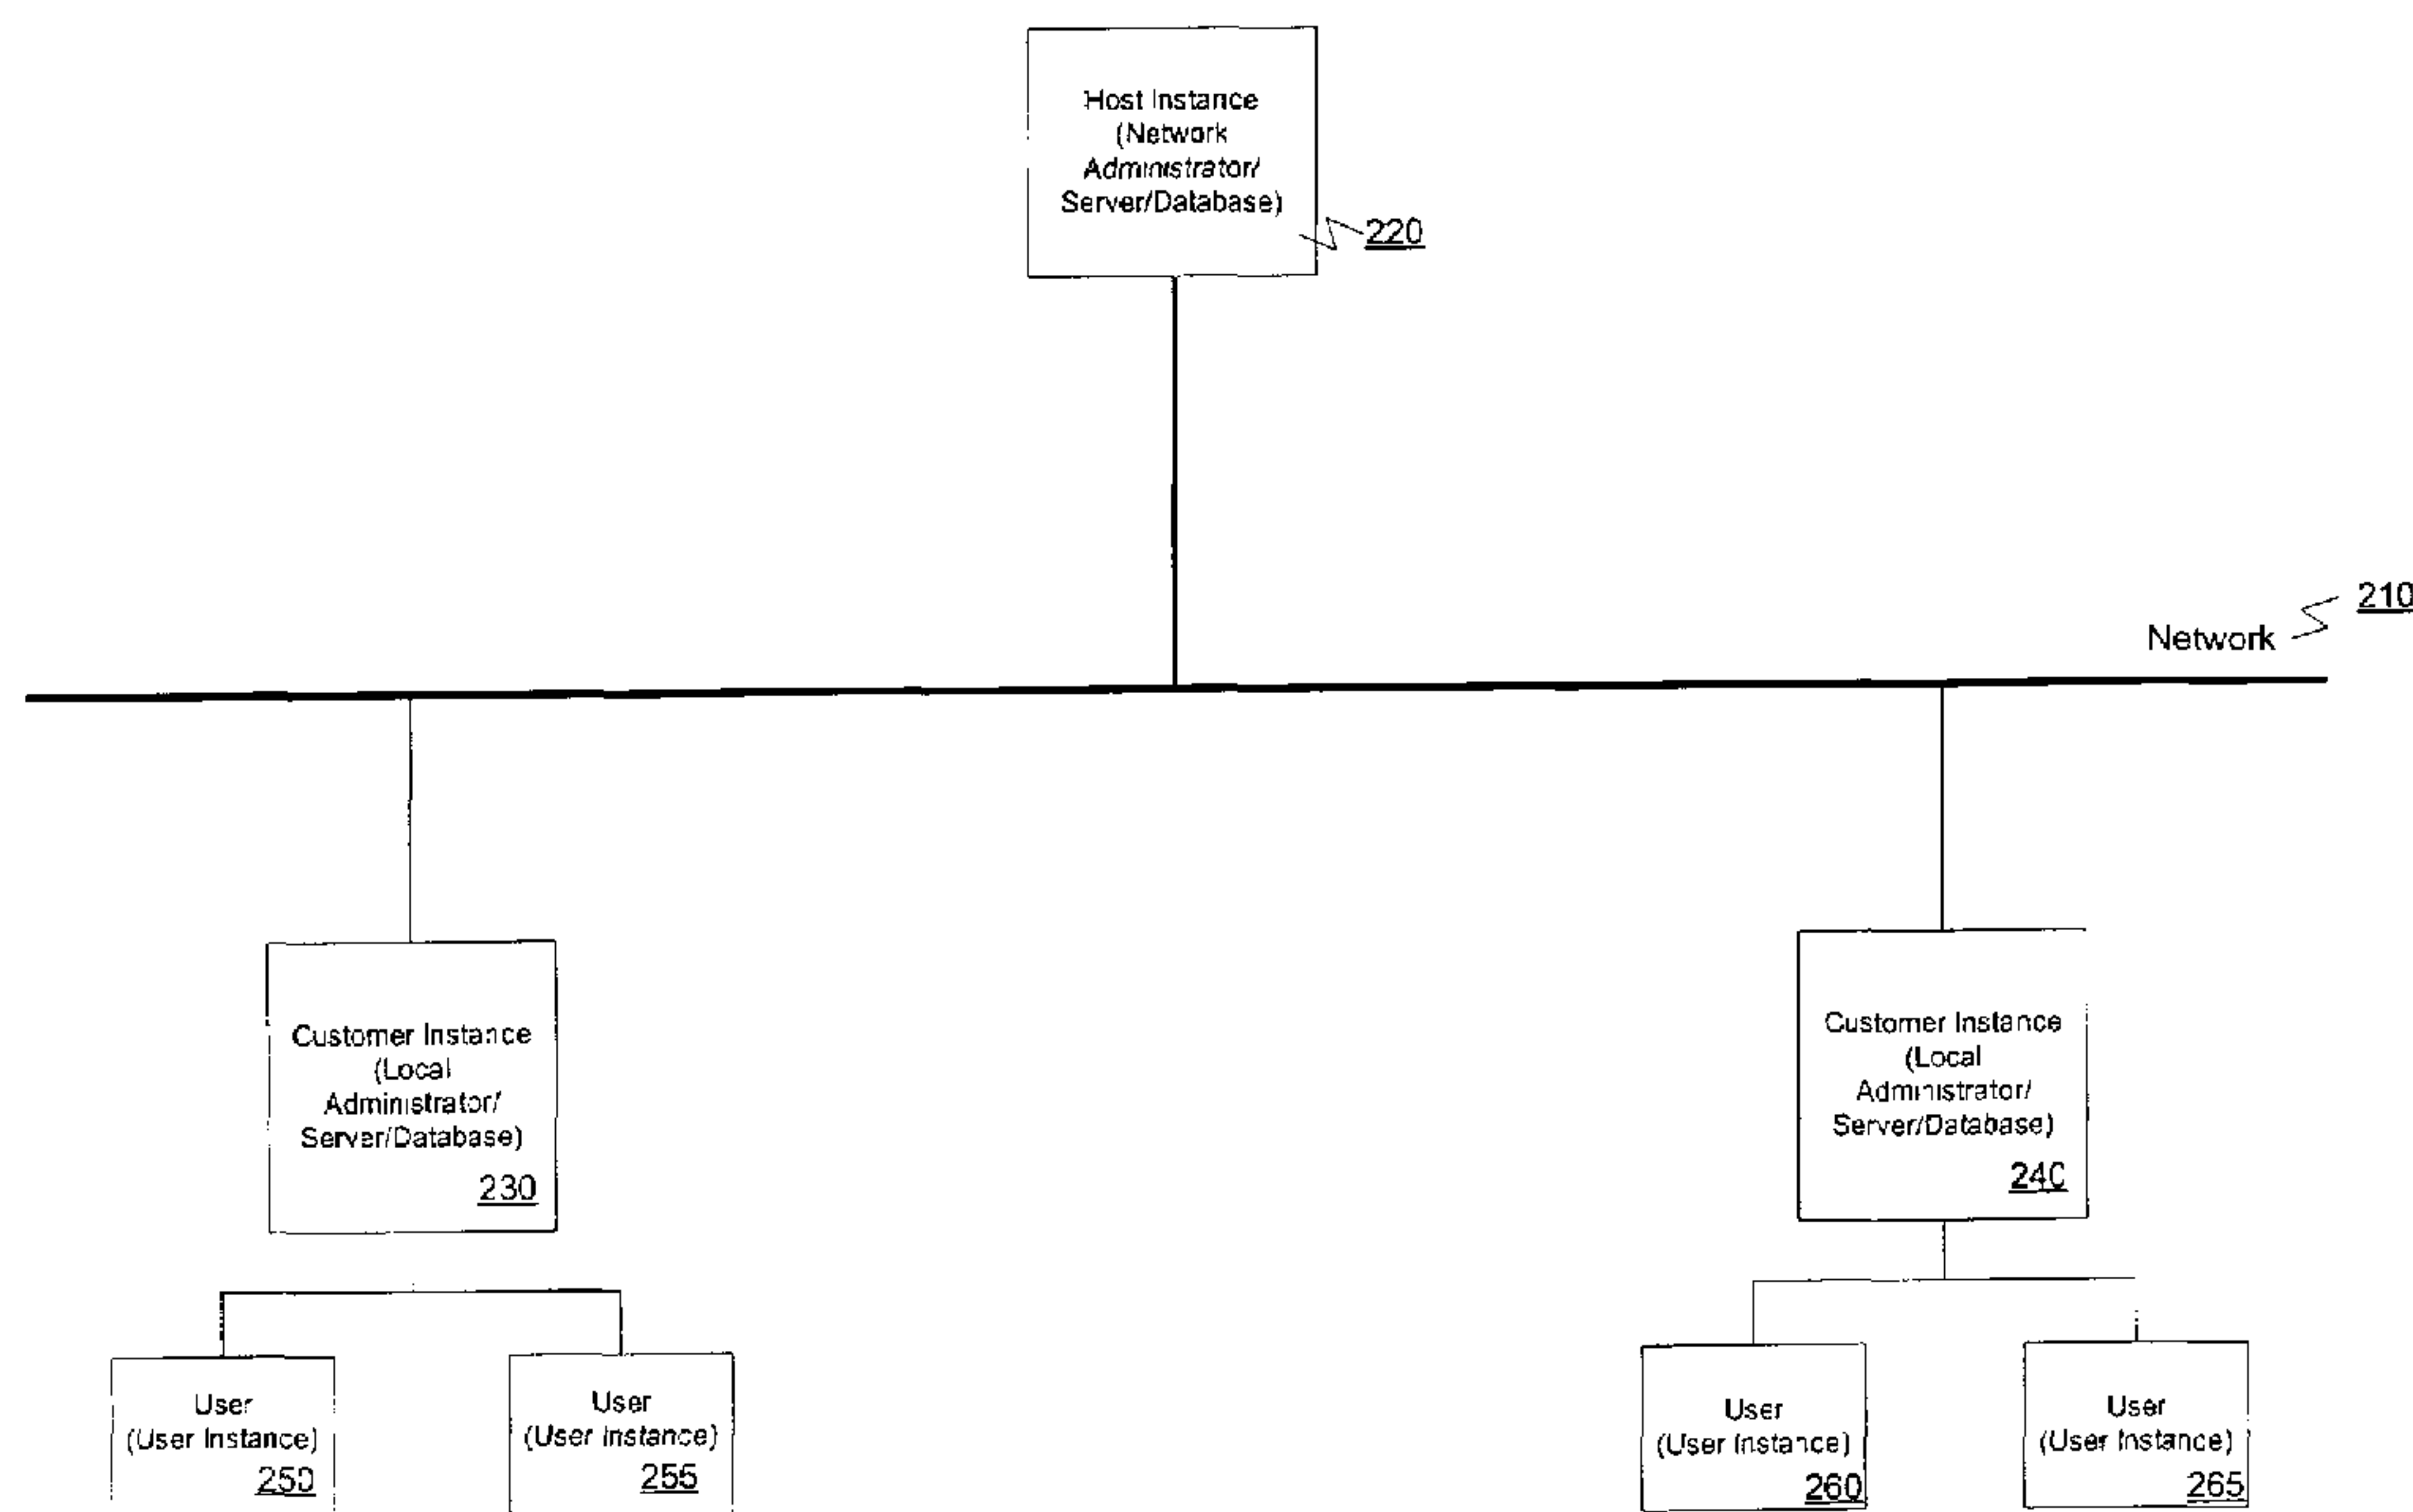 Host Instance
(Network
Administrator/
Server/Database)
220
210
Network
Customer Instance
(Local
Administrator/
Server/Database)
230
Customer Instance
(Local
Administrator/
Server/Database)
240
User
(User Instance)
250
User
(User Instance)
255
User
(User Instance)
260
User
(User Instance)
265